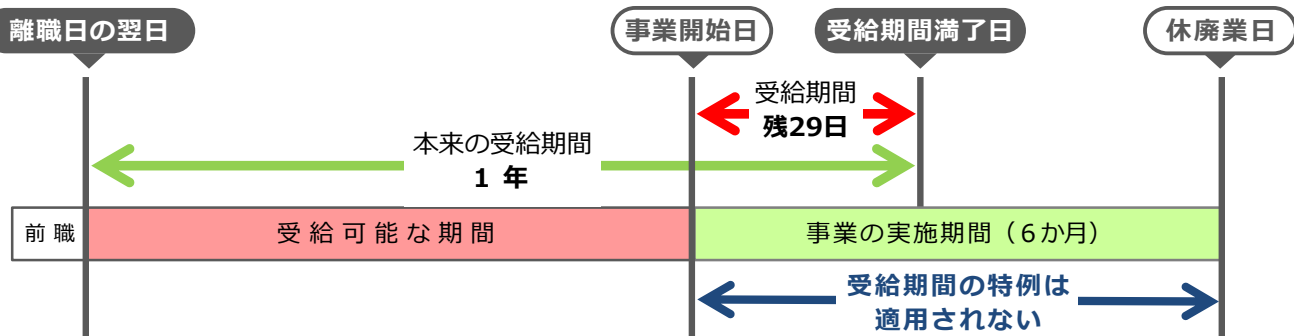 離職日の翌日
事業開始日
受給期間満了日
休廃業日
受給期間
残29日
本来の受給期間
1 年
前 職
受 給 可 能 な 期 間
事業の実施期間（６か月）
受給期間の特例は
適用されない